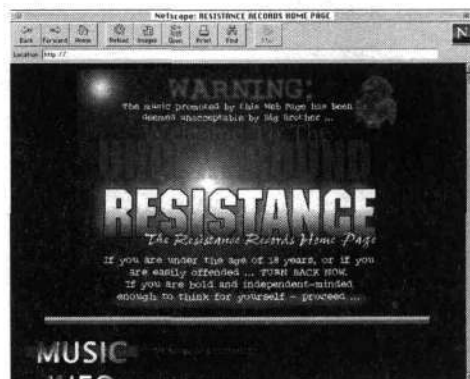 Netscape: RESISTANCE RECORDS HOME PAGE
Back Forward Home Reload Images Open Print Find Stop
N
Location: http://
WARNING:
The music promoted by this Web Page has been
deemed unacceptable by Big Brother ...
UNDERGROUND
RESISTANCE
The Resistance Records Home Page
If you are under the age of 18 years, or if you
are easily offended ... TURN BACK NOW.
If you are bold and independent-minded
enough to think for yourself - proceed ...
MUSIC
INFO